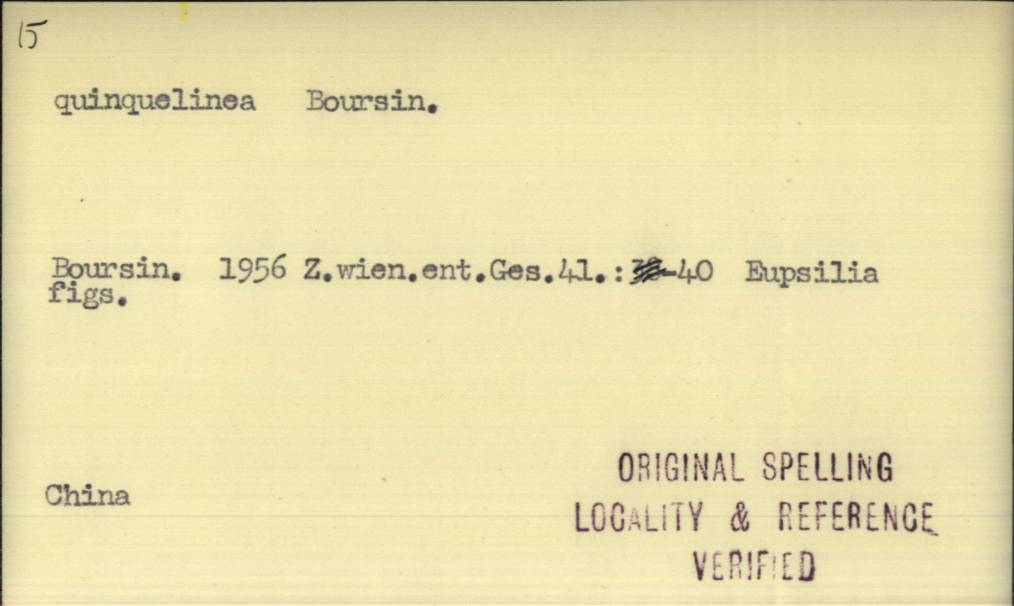 15
quinquelinea Boursin.
Boursin. 1956 Z.wien.ent.Ges.41.: -40 Eupsilia
figs.
China
ORIGINAL SPELLING
LOCALITY & REFERENCE
VERIFIED